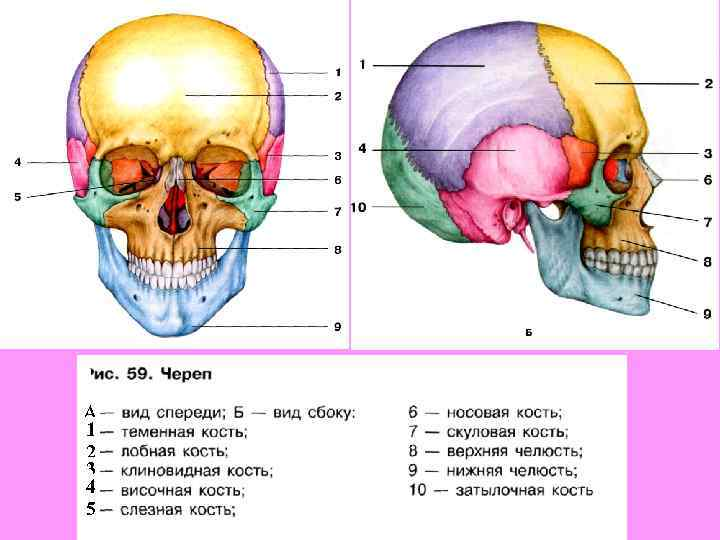 1
2
3
4
6
5
7
8
9
1
2
4
3
6
10
7
8
9
Б
Рис. 59. Череп
А — вид спереди; Б — вид сбоку:
1 — теменная кость;
2 — лобная кость;
3 — клиновидная кость;
4 — височная кость;
5 — слезная кость;
6 — носовая кость;
7 — скуловая кость;
8 — верхняя челюсть;
9 — нижняя челюсть;
10 — затылочная кость